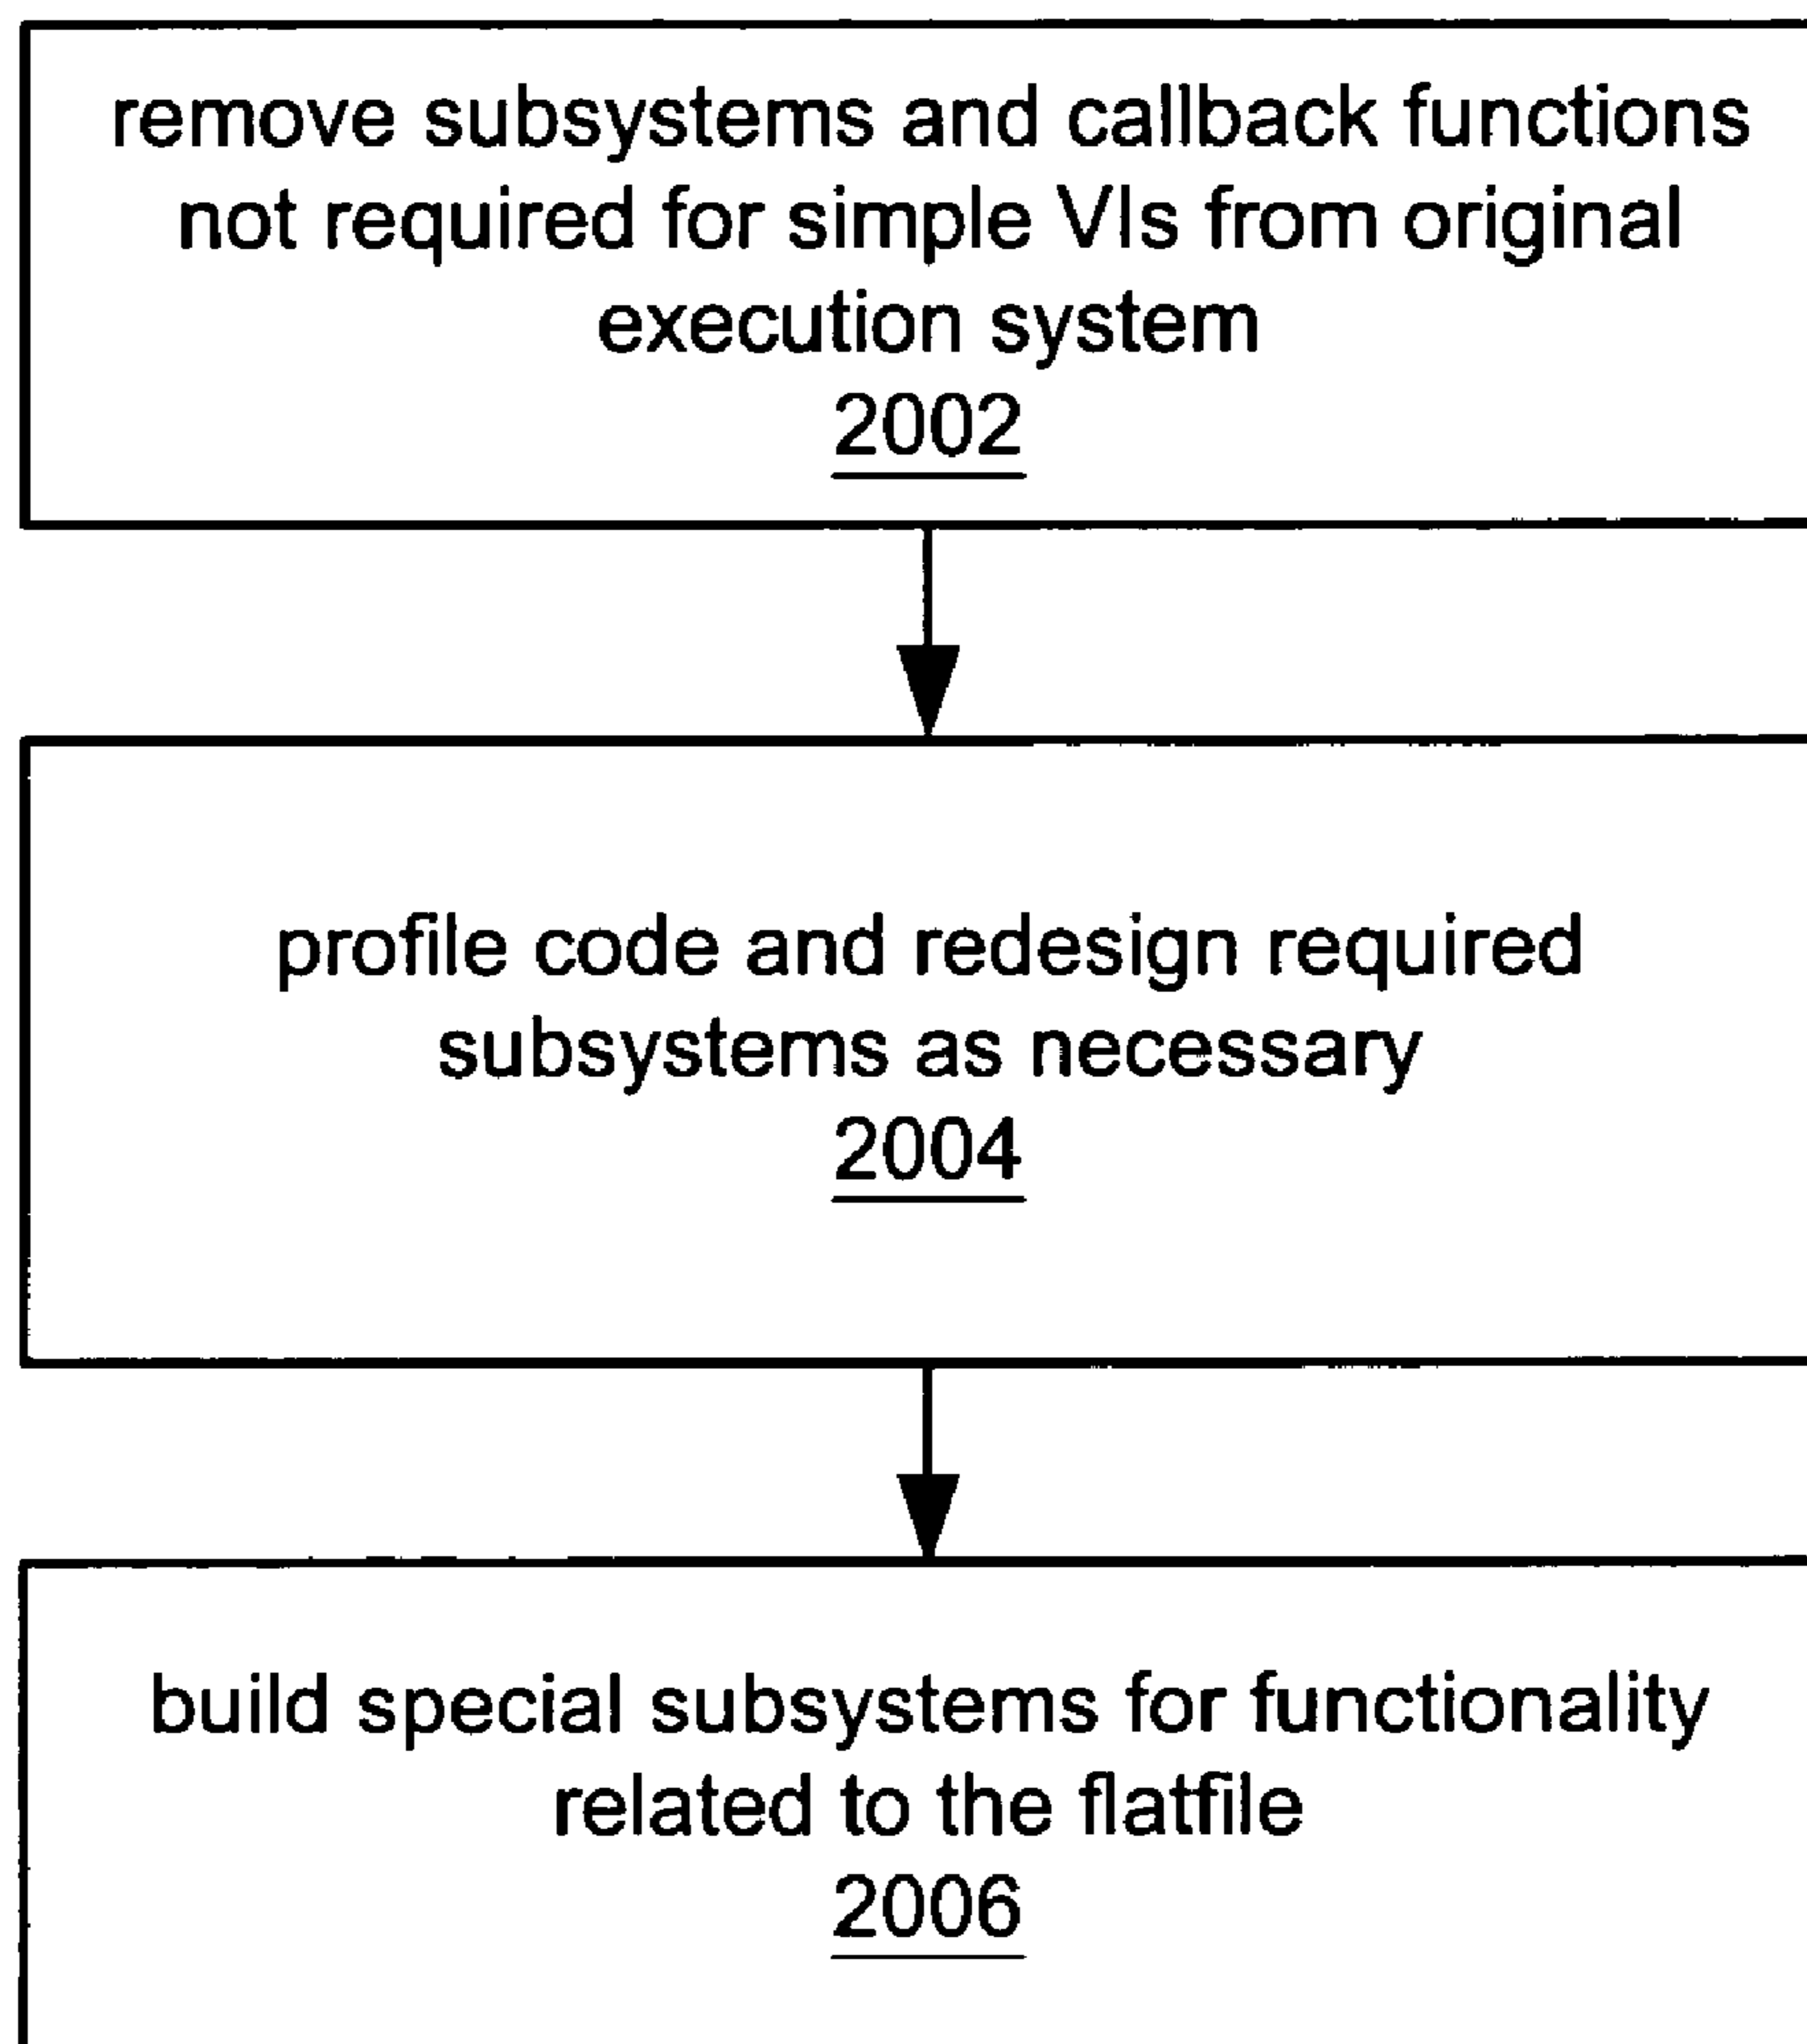 remove subsystems and callback functions
not required for simple VIs from original
execution system
2002
profile code and redesign required
subsystems as necessary
2004
build special subsystems for functionality
related to the flatfile
2006